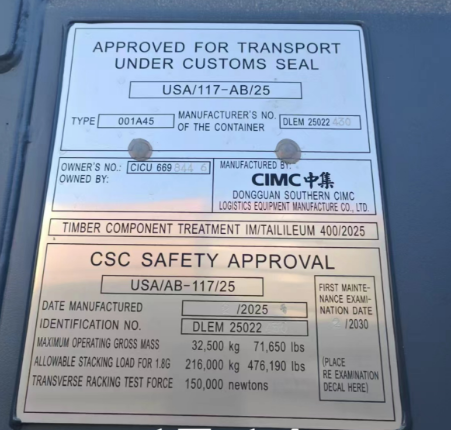 APPROVED FOR TRANSPORT
UNDER CUSTOMS SEAL
USA/117-AB/25
TYPE 001A45 MANUFACTURER'S NO. OF THE CONTAINER DLEM 25022
OWNER'S NO.: CICU 669 844 6
OWNED BY:
MANUFACTURED BY:
CIMC 中集
DONGGUAN SOUTHERN CIMC
LOGISTICS EQUIPMENT MANUFACTURE CO., LTD.
TIMBER COMPONENT TREATMENT IM/TAILILEUM 400/2025
CSC SAFETY APPROVAL
USA/AB-117/25
DATE MANUFACTURED /2025
IDENTIFICATION NO. DLEM 25022
MAXIMUM OPERATING GROSS MASS 32,500 kg 71,650 lbs
ALLOWABLE STACKING LOAD FOR 1.8G 216,000 kg 476,190 lbs
TRANSVERSE RACKING TEST FORCE 150,000 newtons
FIRST MAINTE-
NANCE EXAMI-
NATION DATE
/2030
(PLACE
RE EXAMINATION
DECAL HERE)